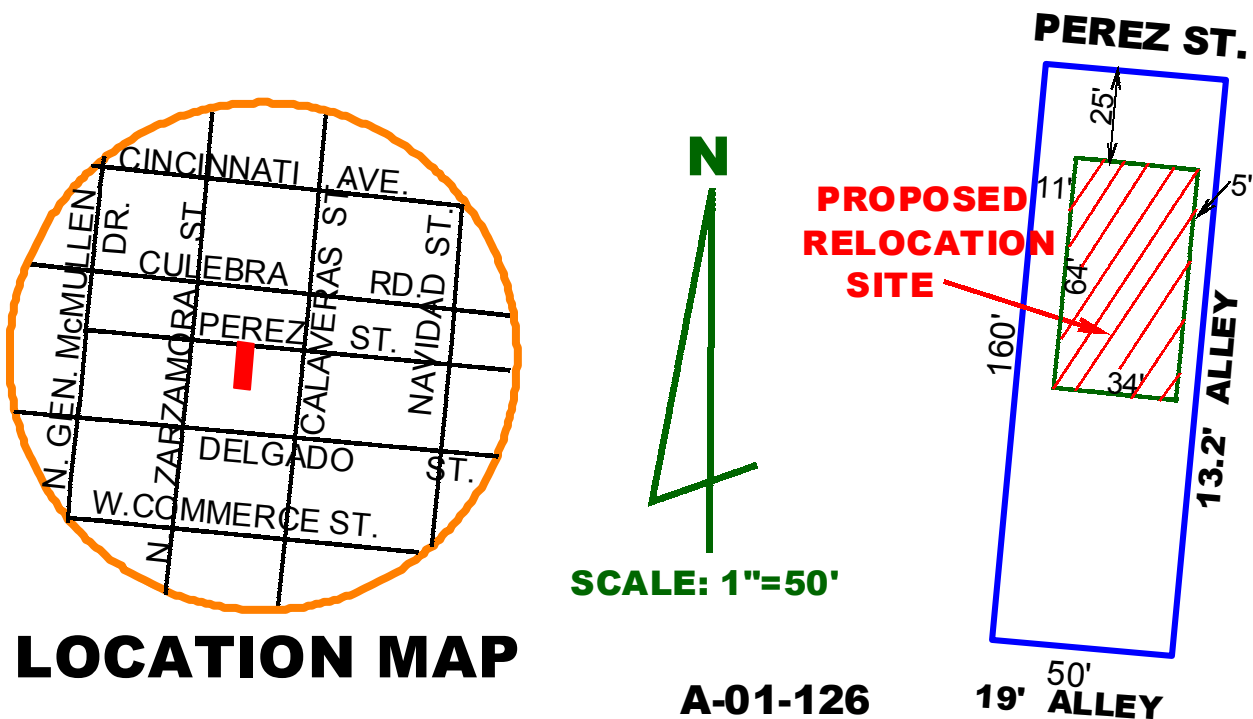 CINCINNATI AVE.
N. GEN. McMULLEN
DR.
N. ZARZAMORA ST
CALAVERAS ST.
NAVIDAD ST.
CULEBRA RD.
PEREZ ST.
DELGADO ST.
W.COMMERCE ST.
LOCATION MAP
N
SCALE: 1"=50'
A-01-126
PEREZ ST.
25'
11'
5'
PROPOSED
RELOCATION
SITE
64'
34'
160'
13.2' ALLEY
50'
19' ALLEY